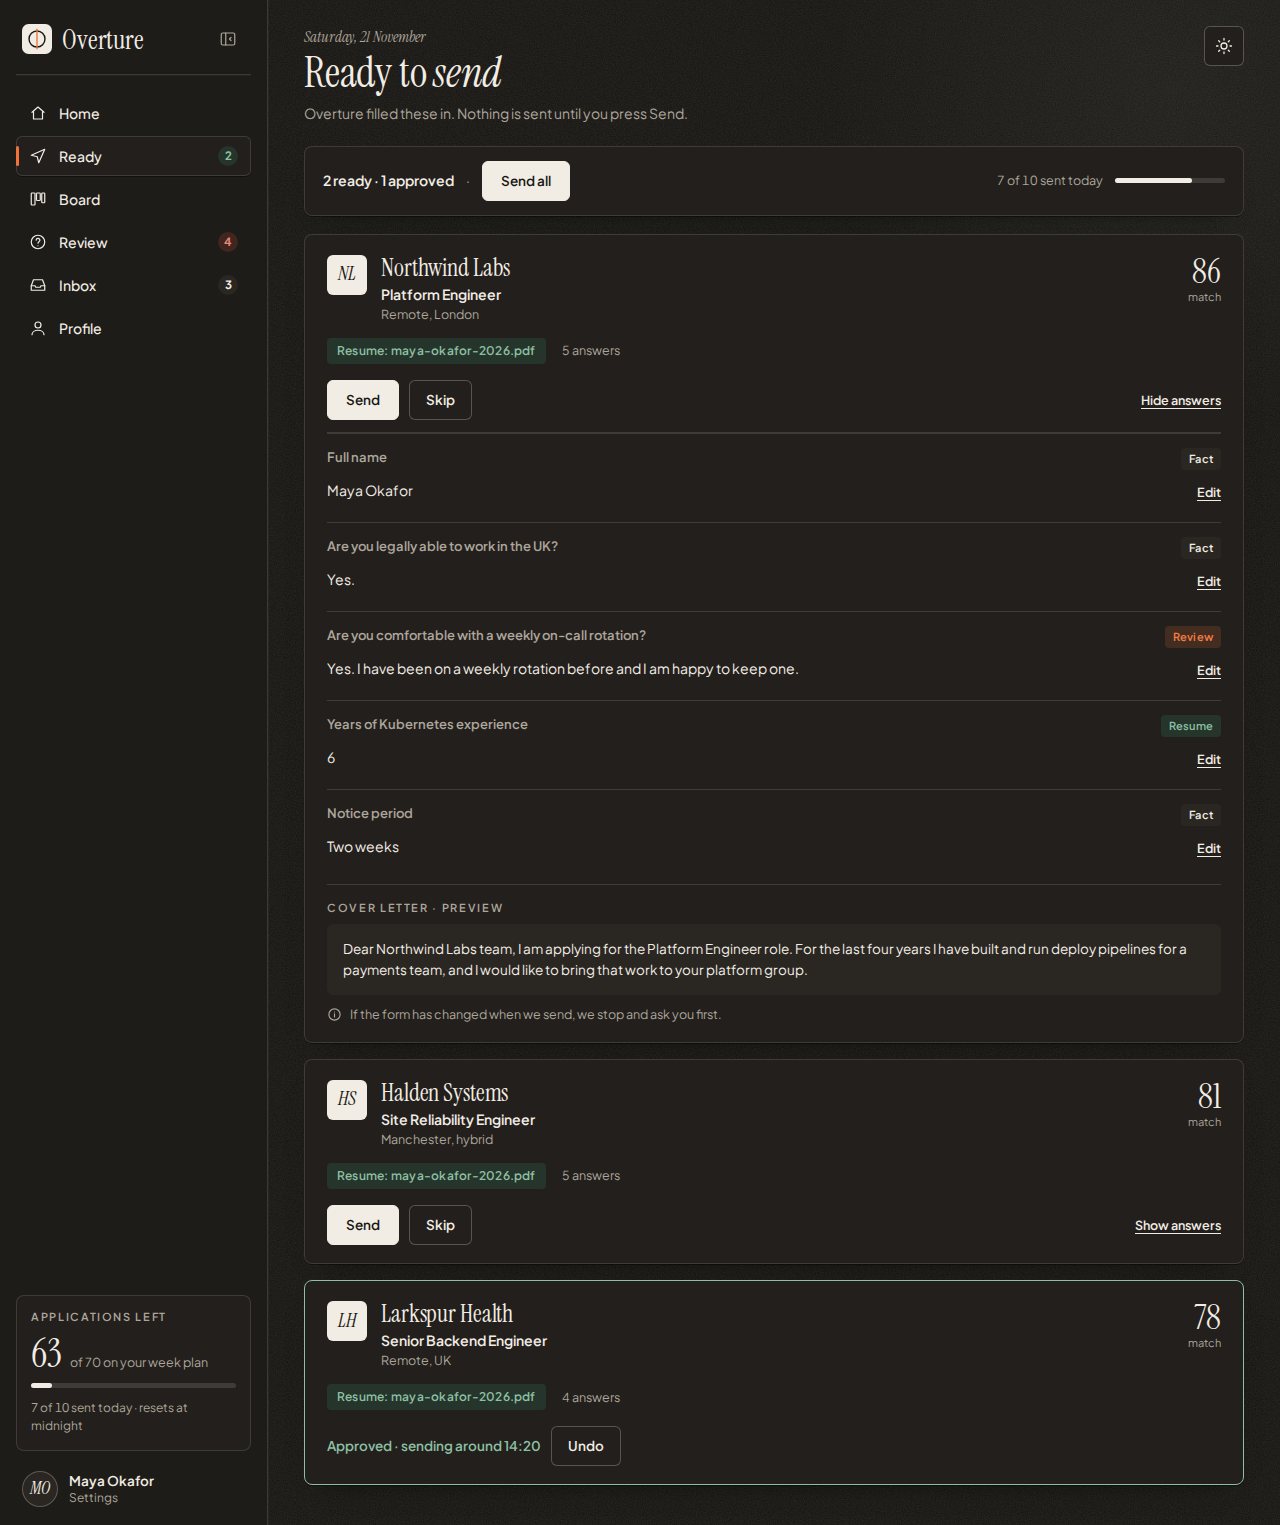 Overture
Home
Ready 2
Board
Review 4
Inbox 3
Profile
APPLICATIONS LEFT
63 of 70 on your week plan
7 of 10 sent today · resets at
midnight
MO
Maya Okafor
Settings
Saturday, 21 November
Ready to send
Overture filled these in. Nothing is sent until you press Send.
2 ready · 1 approved · Send all
7 of 10 sent today
NL
Northwind Labs
Platform Engineer
Remote, London
86
match
Resume: maya-okafor-2026.pdf
5 answers
Send
Skip
Hide answers
Full name
Fact
Maya Okafor
Edit
Are you legally able to work in the UK?
Fact
Yes.
Edit
Are you comfortable with a weekly on-call rotation?
Review
Yes. I have been on a weekly rotation before and I am happy to keep one.
Edit
Years of Kubernetes experience
Resume
6
Edit
Notice period
Fact
Two weeks
Edit
COVER LETTER · PREVIEW
Dear Northwind Labs team, I am applying for the Platform Engineer role. For the last four years I have built and run deploy pipelines for a
payments team, and I would like to bring that work to your platform group.
If the form has changed when we send, we stop and ask you first.
HS
Halden Systems
Site Reliability Engineer
Manchester, hybrid
81
match
Resume: maya-okafor-2026.pdf
5 answers
Send
Skip
Show answers
LH
Larkspur Health
Senior Backend Engineer
Remote, UK
78
match
Resume: maya-okafor-2026.pdf
4 answers
Approved · sending around 14:20
Undo